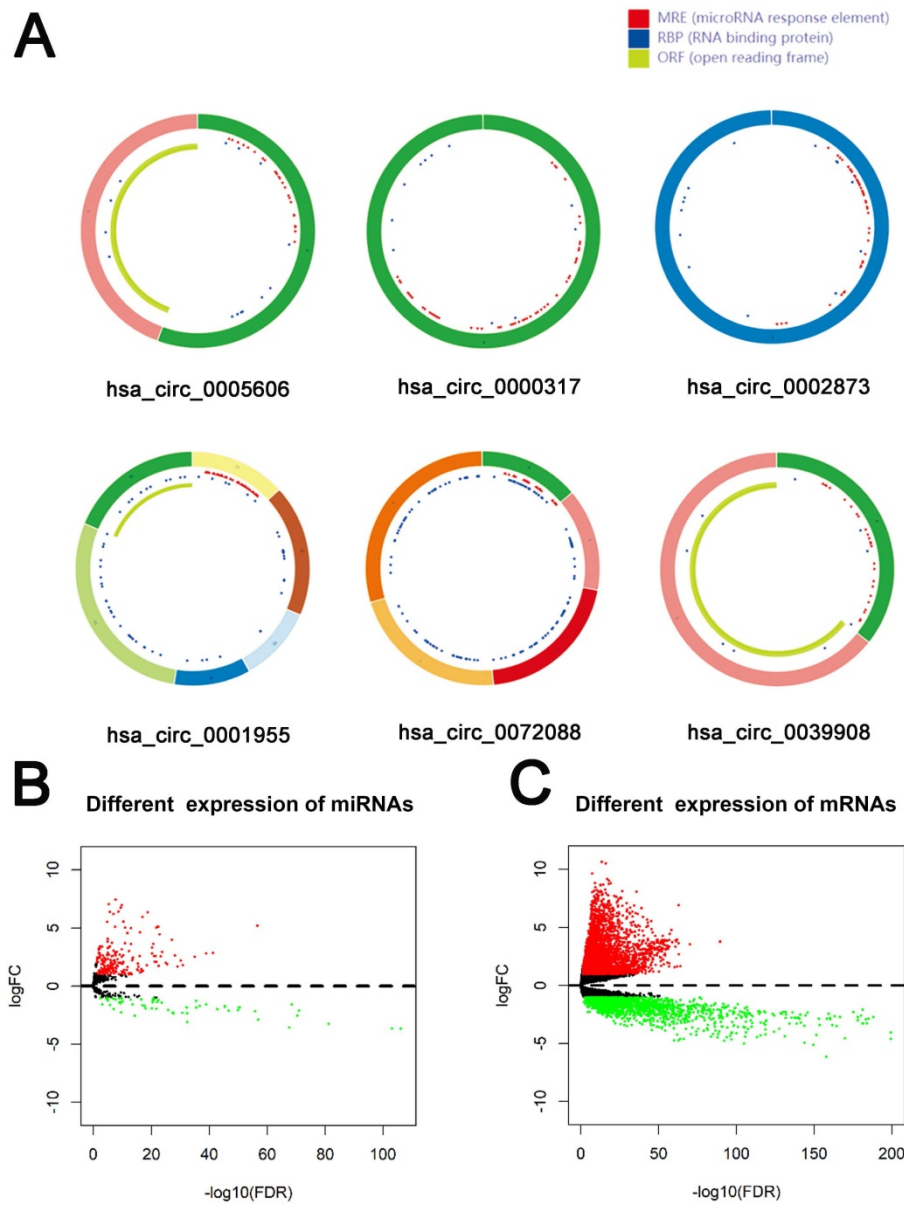 A
MRE (microRNA response element)
RBP (RNA binding protein)
ORF (open reading frame)
hsa_circ_0005606
hsa_circ_0000317
hsa_circ_0002873
hsa_circ_0001955
hsa_circ_0072088
hsa_circ_0039908
B
Different expression of miRNAs
10
5
0
-5
-10
logFC
0 20 40 60 80 100
-log10(FDR)
C
Different expression of mRNAs
10
5
0
-5
-10
logFC
0 50 100 150 200
-log10(FDR)